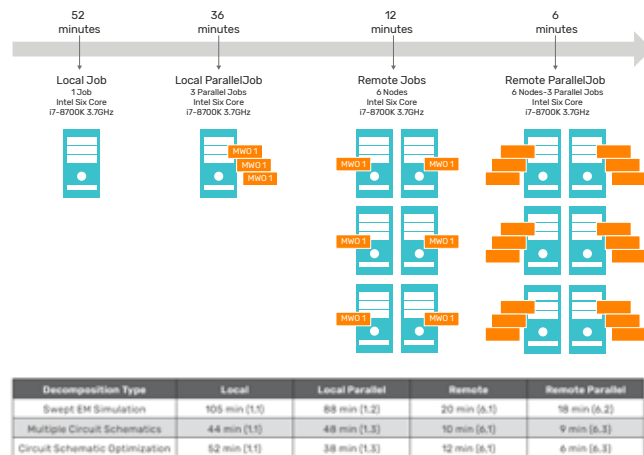 52
minutes
36
minutes
12
minutes
6
minutes
Local Job
1 Job
Intel Six Core
i7-8700K 3.7GHz
Local ParallelJob
3 Parallel Jobs
Intel Six Core
i7-8700K 3.7GHz
Remote Jobs
6 Nodes
Intel Six Core
i7-8700K 3.7GHz
Remote ParallelJob
6 Nodes-3 Parallel Jobs
Intel Six Core
i7-8700K 3.7GHz
MWO 1
MWO 1
MWO 1
MWO 1
MWO 1
MWO 1
MWO 1
MWO 1
MWO 1
Decomposition Type Local Local Parallel Remote Remote Parallel
Swept EM Simulation 105 min (1,1) 88 min (1,2) 20 min (6,1) 18 min (6,2)
Multiple Circuit Schematics 44 min (1,1) 48 min (1,3) 10 min (6,1) 9 min (6,3)
Circuit Schematic Optimization 52 min (1,1) 38 min (1,3) 12 min (6,1) 6 min (6,3)